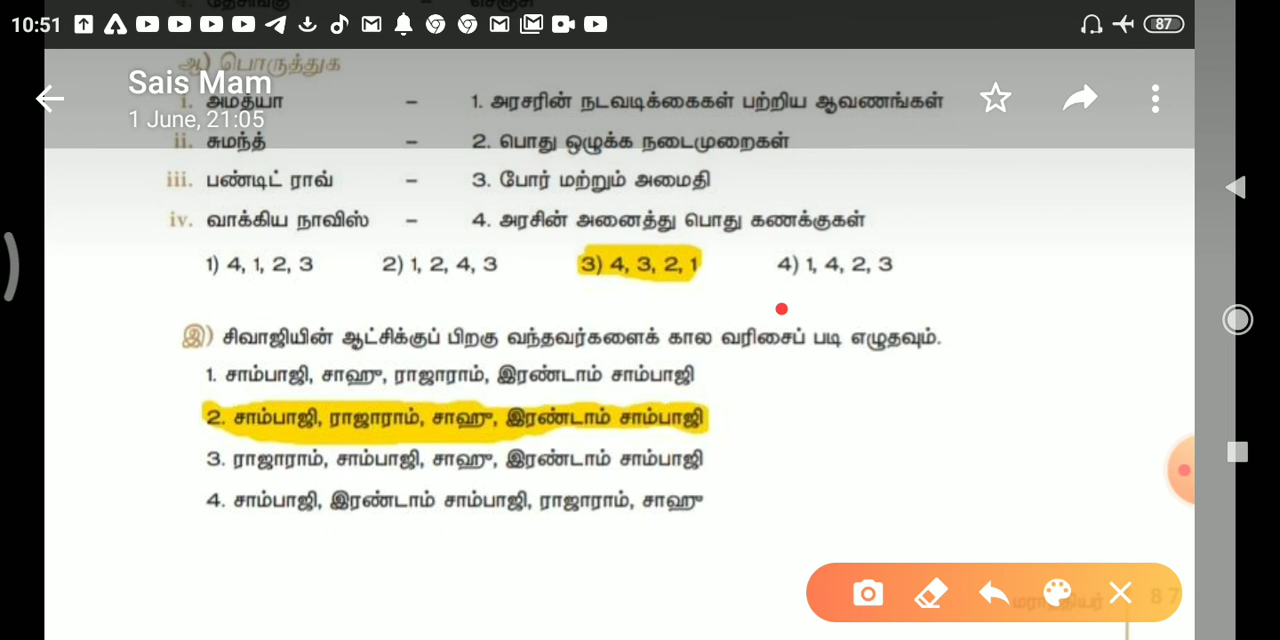 10:51 87
தேசிங்கு – செஞ்சி
ஆ) பொருத்துக
Sais Mam
1 June, 21:05
i. அமத்யா – 1. அரசரின் நடவடிக்கைகள் பற்றிய ஆவணங்கள்
ii. சுமந்த் – 2. பொது ஒழுக்க நடைமுறைகள்
iii. பண்டிட் ராவ் – 3. போர் மற்றும் அமைதி
iv. வாக்கிய நாவிஸ் – 4. அரசின் அனைத்து பொது கணக்குகள்
1) 4, 1, 2, 3 2) 1, 2, 4, 3 3) 4, 3, 2, 1 4) 1, 4, 2, 3
இ) சிவாஜியின் ஆட்சிக்குப் பிறகு வந்தவர்களைக் கால வரிசைப் படி எழுதவும்.
1. சாம்பாஜி, சாஹு, ராஜாராம், இரண்டாம் சாம்பாஜி
2. சாம்பாஜி, ராஜாராம், சாஹு, இரண்டாம் சாம்பாஜி
3. ராஜாராம், சாம்பாஜி, சாஹு, இரண்டாம் சாம்பாஜி
4. சாம்பாஜி, இரண்டாம் சாம்பாஜி, ராஜாராம், சாஹு
மராத்தியர் 87